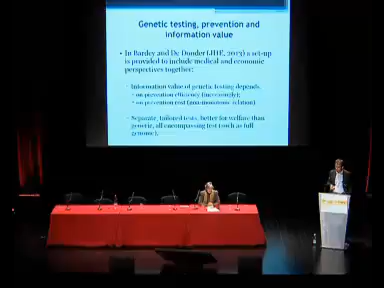 Genetic testing, prevention and
information value
In Bardey and De Donder (JHE, 2013) a set-up
is provided to include medical and economic
perspectives together:
Information value of genetic testing depends
on prevention efficiency (increasingly);
on prevention cost (non-monotonic relation)
Separate, tailored tests, better for welfare than
generic, all encompassing test (such as full
genome).